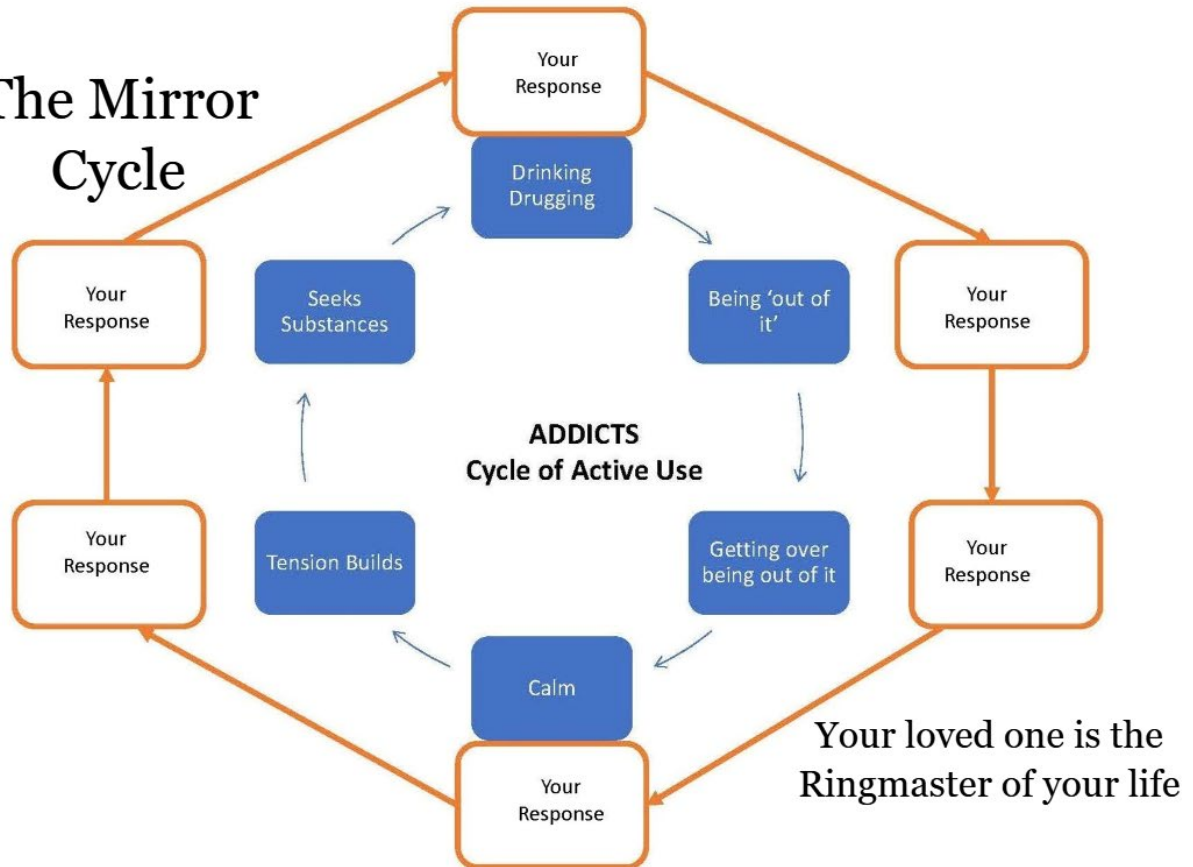 The Mirror
Cycle
Your
Response
Drinking
Drugging
Your
Response
Seeks
Substances
Being 'out of
it'
Your
Response
ADDICTS
Cycle of Active Use
Your
Response
Tension Builds
Getting over
being out of it
Your
Response
Calm
Your
Response
Your loved one is the
Ringmaster of your life